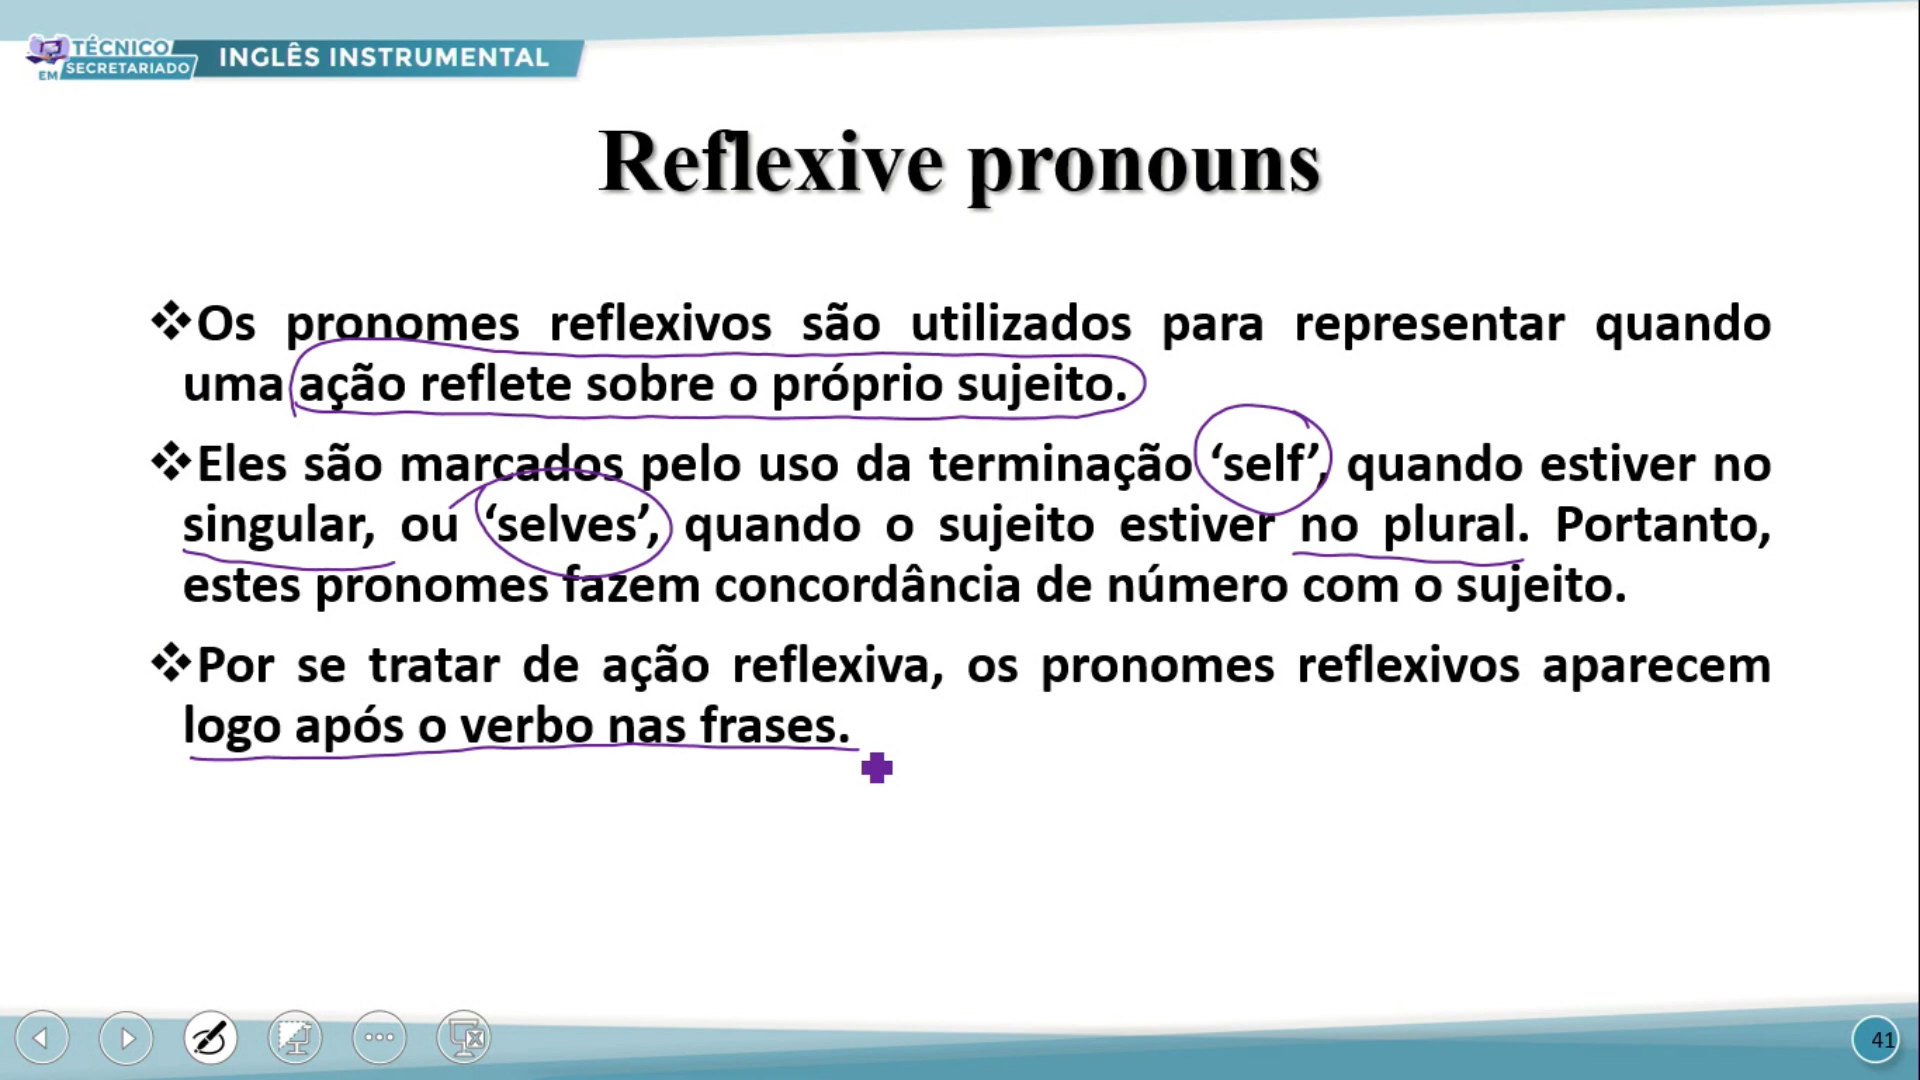 TÉCNICO
EM SECRETARIADO
INGLÊS INSTRUMENTAL
Reflexive pronouns
❖Os pronomes reflexivos são utilizados para representar quando
uma ação reflete sobre o próprio sujeito.
❖Eles são marcados pelo uso da terminação ‘self’, quando estiver no
singular, ou ‘selves’, quando o sujeito estiver no plural. Portanto,
estes pronomes fazem concordância de número com o sujeito.
❖Por se tratar de ação reflexiva, os pronomes reflexivos aparecem
logo após o verbo nas frases.
41